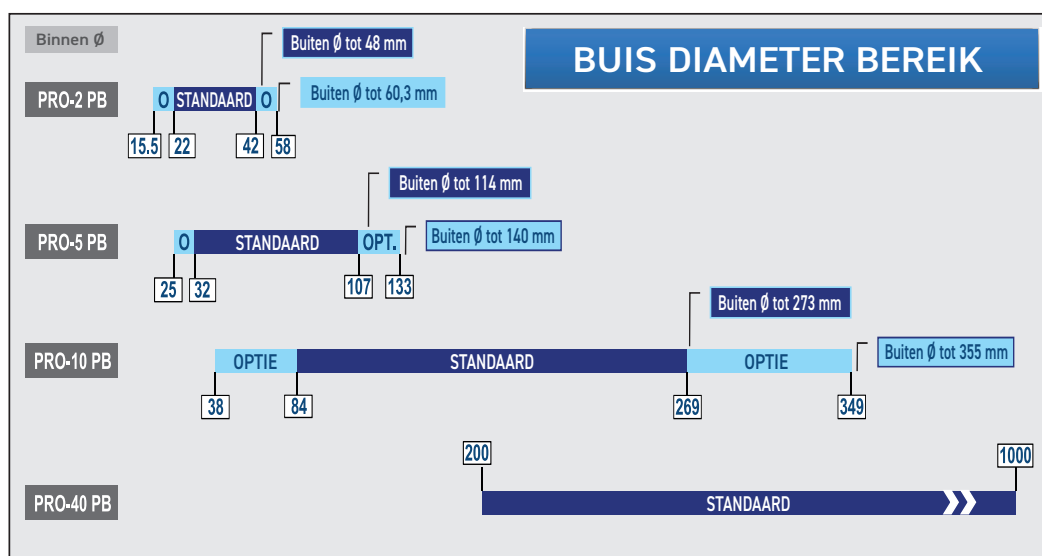 Binnen Ø
Buiten Ø tot 48 mm
BUIS DIAMETER BEREIK
PRO-2 PB
O
STANDAARD
O
Buiten Ø tot 60,3 mm
15.5
22
42
58
Buiten Ø tot 114 mm
PRO-5 PB
O
STANDAARD
OPT.
Buiten Ø tot 140 mm
25
32
107
133
Buiten Ø tot 273 mm
PRO-10 PB
OPTIE
STANDAARD
OPTIE
Buiten Ø tot 355 mm
38
84
269
349
200
1000
PRO-40 PB
STANDAARD